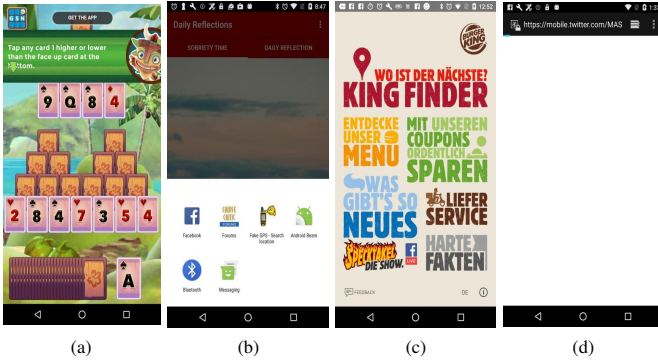 GSN
GET THE APP
Tap any card 1 higher or lower
than the face up card at the
bottom.
9 Q 8 4
2 8 4 7 3 5 4
A
(a)
8:47
Daily Reflections
SOBRIETY TIME DAILY REFLECTION
Facebook
Forums
Fake GPS - Search
location
Android Beam
Bluetooth
Messaging
(b)
12:52
BURGER
KING
WO IST DER NÄCHSTE?
KING FINDER
ENTDECKE
UNSER
MENU
MIT UNSEREN
COUPONS
ORDENTLICH
SPAREN
WAS
GIBT'S SO
NEUES
LIEFER
SERVICE
SPECKTAKEL
DIE SHOW.
LIVE
HARTE
FAKTEN
FEEDBACK
DE
(c)
https://mobile.twitter.com/MAS
(d)